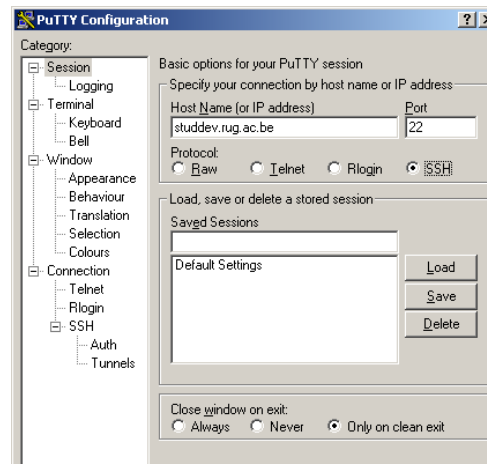 PuTTY Configuration
Category:
Session
Logging
Terminal
Keyboard
Bell
Window
Appearance
Behaviour
Translation
Selection
Colours
Connection
Telnet
Rlogin
SSH
Auth
Tunnels
Basic options for your PuTTY session
Specify your connection by host name or IP address
Host Name (or IP address) Port
studdev.rug.ac.be 22
Protocol:
Raw Telnet Rlogin SSH
Load, save or delete a stored session
Saved Sessions
Default Settings
Load
Save
Delete
Close window on exit:
Always Never Only on clean exit